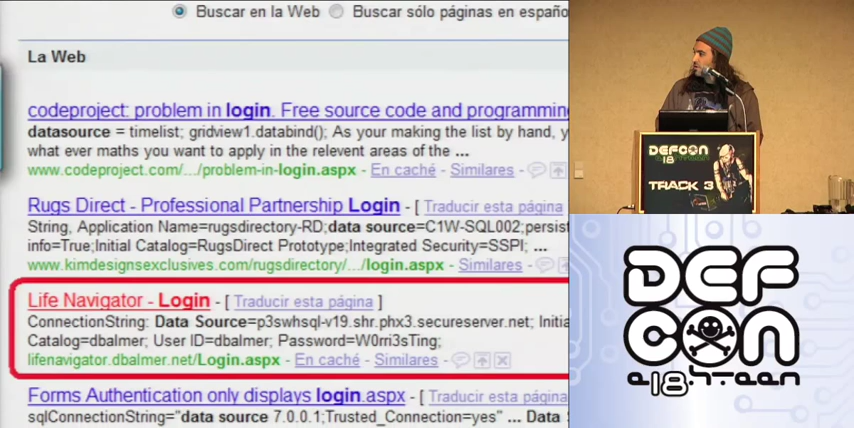 Buscar en la Web Buscar sólo páginas en españo
La Web
codeproject: problem in login. Free source code and programming
datasource = timelist; gridview1.databind(); As your making the list by hand, y
what ever maths you want to apply in the relevent areas of the ...
www.codeproject.com/.../problem-in-login.aspx - En caché - Similares -
Rugs Direct - Professional Partnership Login - [ Traducir esta página
String, Application Name=rugsdirectory-RD;data source=C1W-SQL002;persist
info=True;Initial Catalog=RugsDirect Prototype;Integrated Security=SSPI; ...
www.kimdesignsexclusives.com/rugsdirectory/.../login.aspx - Similares -
Life Navigator - Login - [ Traducir esta página ]
ConnectionString: Data Source=p3swhsql-v19.shr.phx3.secureserver.net; Initia
Catalog=dbalmer; User ID=dbalmer; Password=W0rri3sTing;
lifenavigator.dbalmer.net/Login.aspx - En caché - Similares -
Forms Authentication only displays login.aspx - [ Traducir esta página
sqlConnectionString="data source 7.0.0.1;Trusted_Connection=yes" ... Data S
DEFCON
18
TRACK 3
DEF
CON
e18hteen